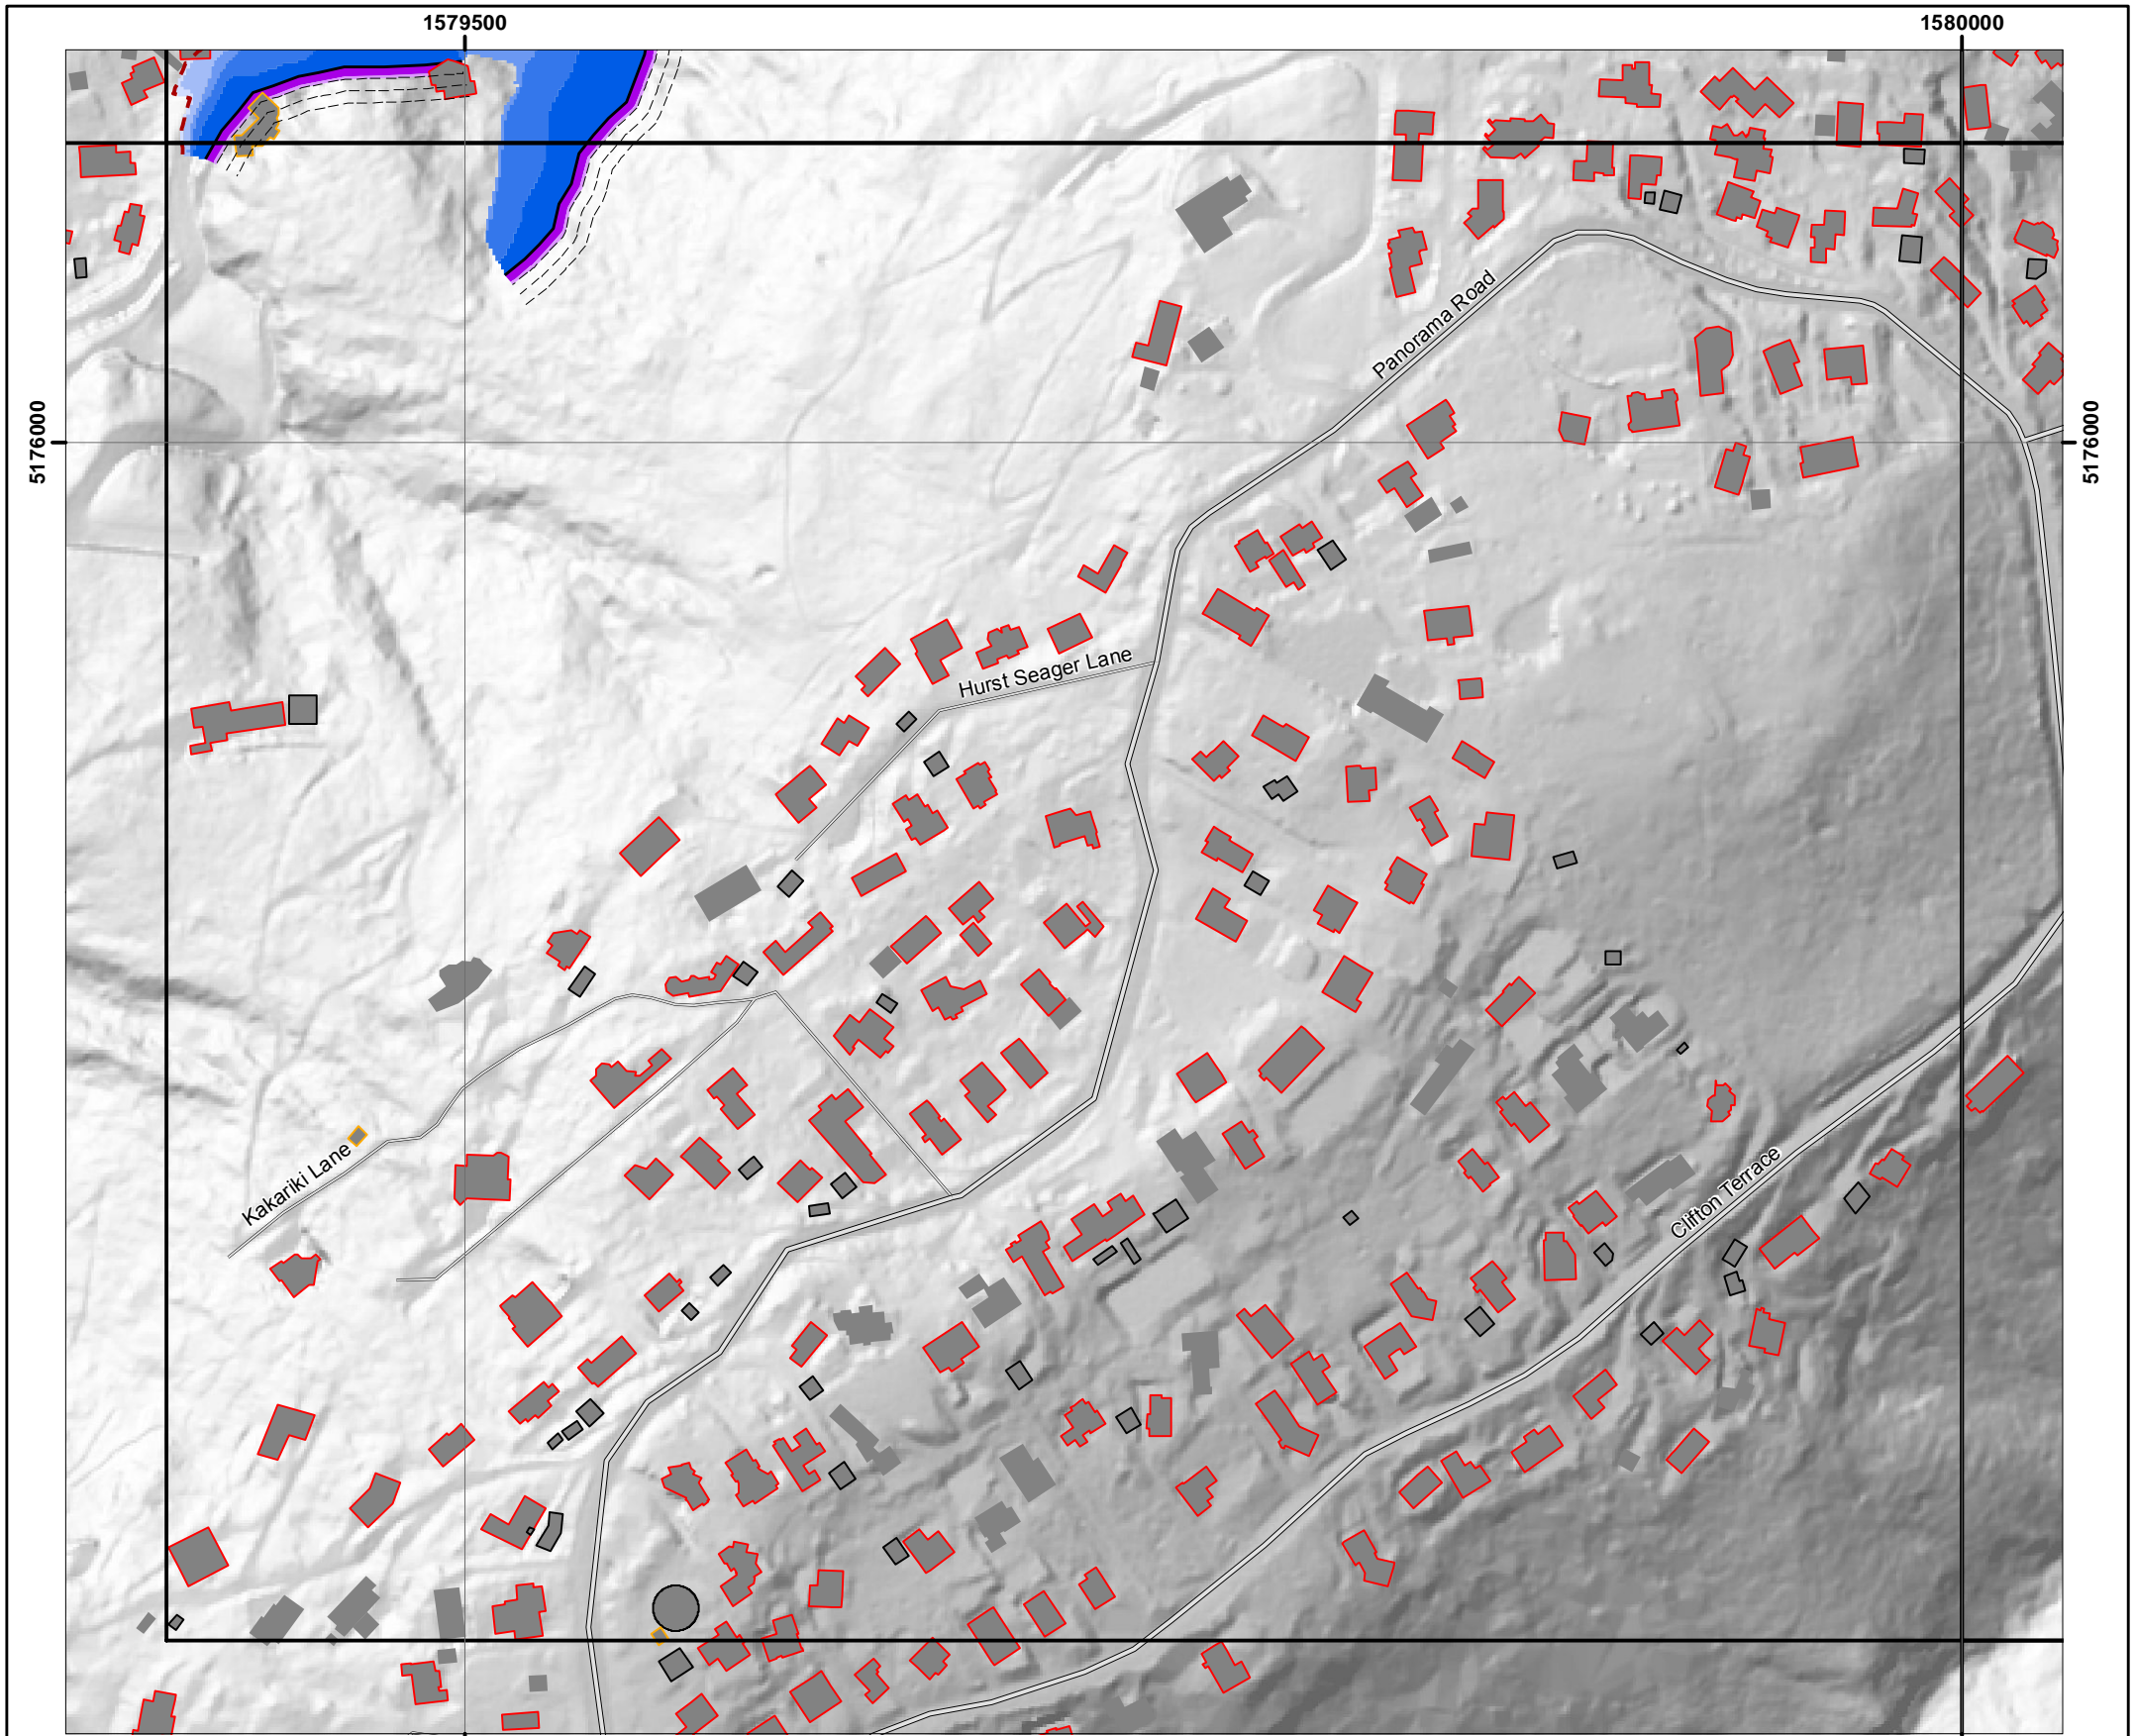 1579500
1580000
Panorama Road
5176000
5176000
Hurst Seager Lane
Kakariki Lane
Clifton Terrace